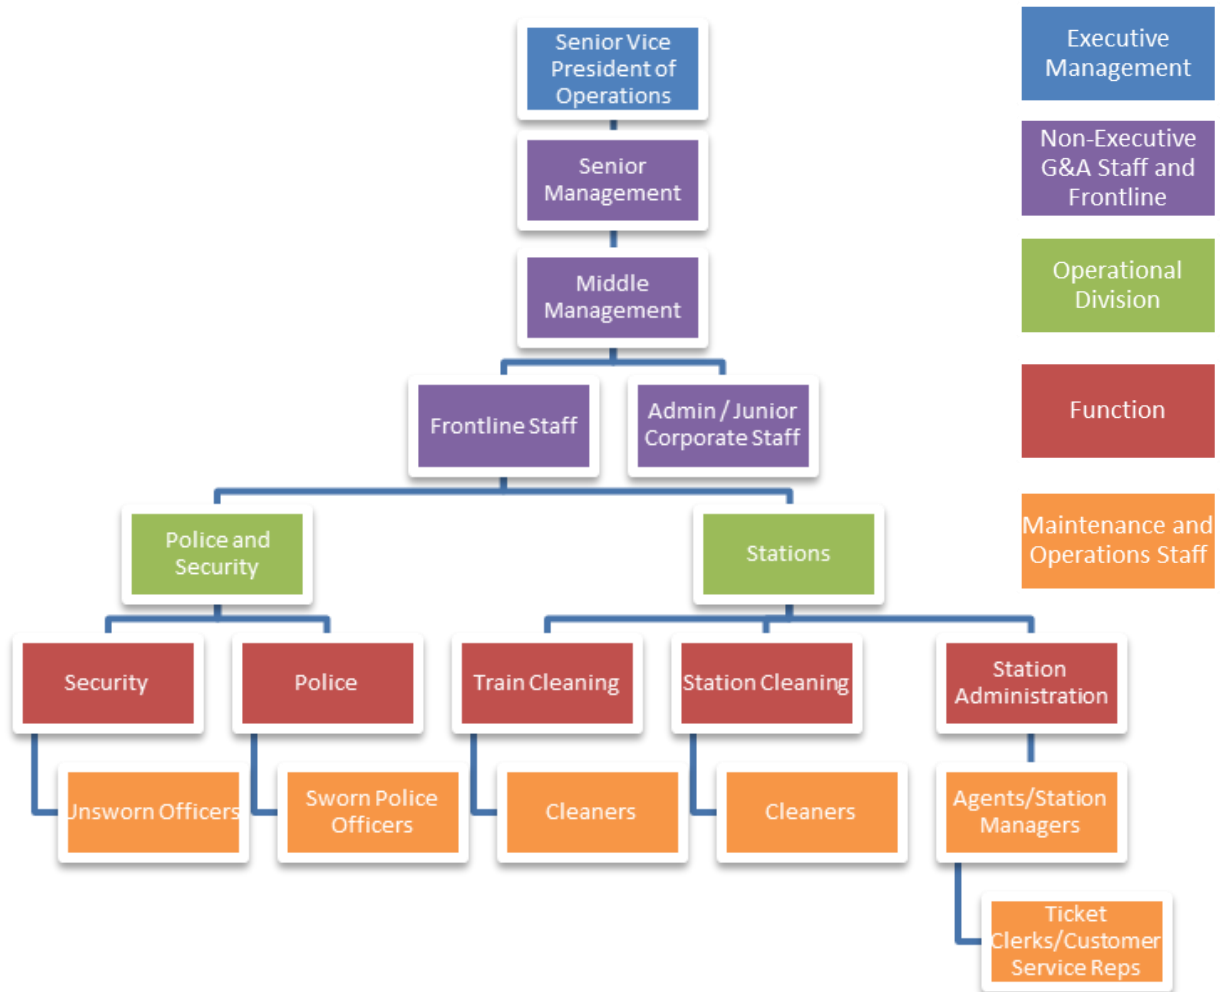 Senior Vice
President of
Operations
Executive
Management
Senior
Management
Non-Executive
G&A Staff and
Frontline
Middle
Management
Operational
Division
Frontline Staff
Admin / Junior
Corporate Staff
Function
Police and
Security
Stations
Maintenance and
Operations Staff
Security
Police
Train Cleaning
Station Cleaning
Station
Administration
Unsworn Officers
Sworn Police
Officers
Cleaners
Cleaners
Agents/Station
Managers
Ticket
Clerks/Customer
Service Reps